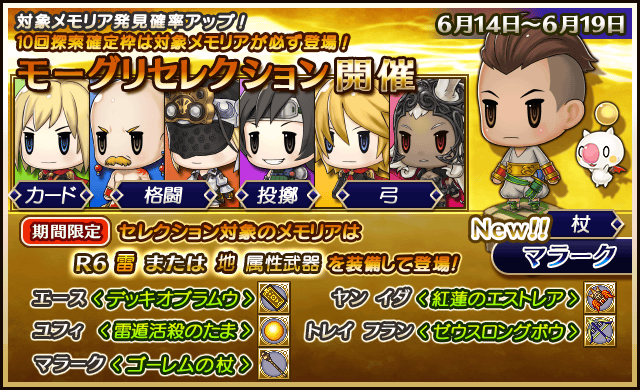 対象メモリア発見確率アップ！
10回探索確定枠は対象メモリアが必ず登場！
6月14日～6月19日
モーグリセレクション開催
カード 格闘 投擲 弓
New!! 杖
マラーク
期間限定 セレクション対象のメモリアは
R6 雷 または 地 属性武器 を装備して登場！
エース＜デッキオブラムウ＞ ヤン イダ＜紅蓮のエストレア＞
ユフィ＜雷遁活殺のたま＞ トレイ フラン＜ゼウスロングボウ＞
マラーク＜ゴーレムの杖＞